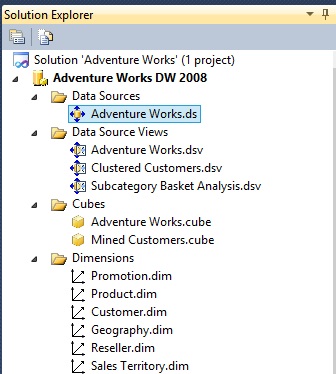 Solution Explorer
Solution 'Adventure Works' (1 project)
Adventure Works DW 2008
Data Sources
Adventure Works.ds
Data Source Views
Adventure Works.dsv
Clustered Customers.dsv
Subcategory Basket Analysis.dsv
Cubes
Adventure Works.cube
Mined Customers.cube
Dimensions
Promotion.dim
Product.dim
Customer.dim
Geography.dim
Reseller.dim
Sales Territory.dim